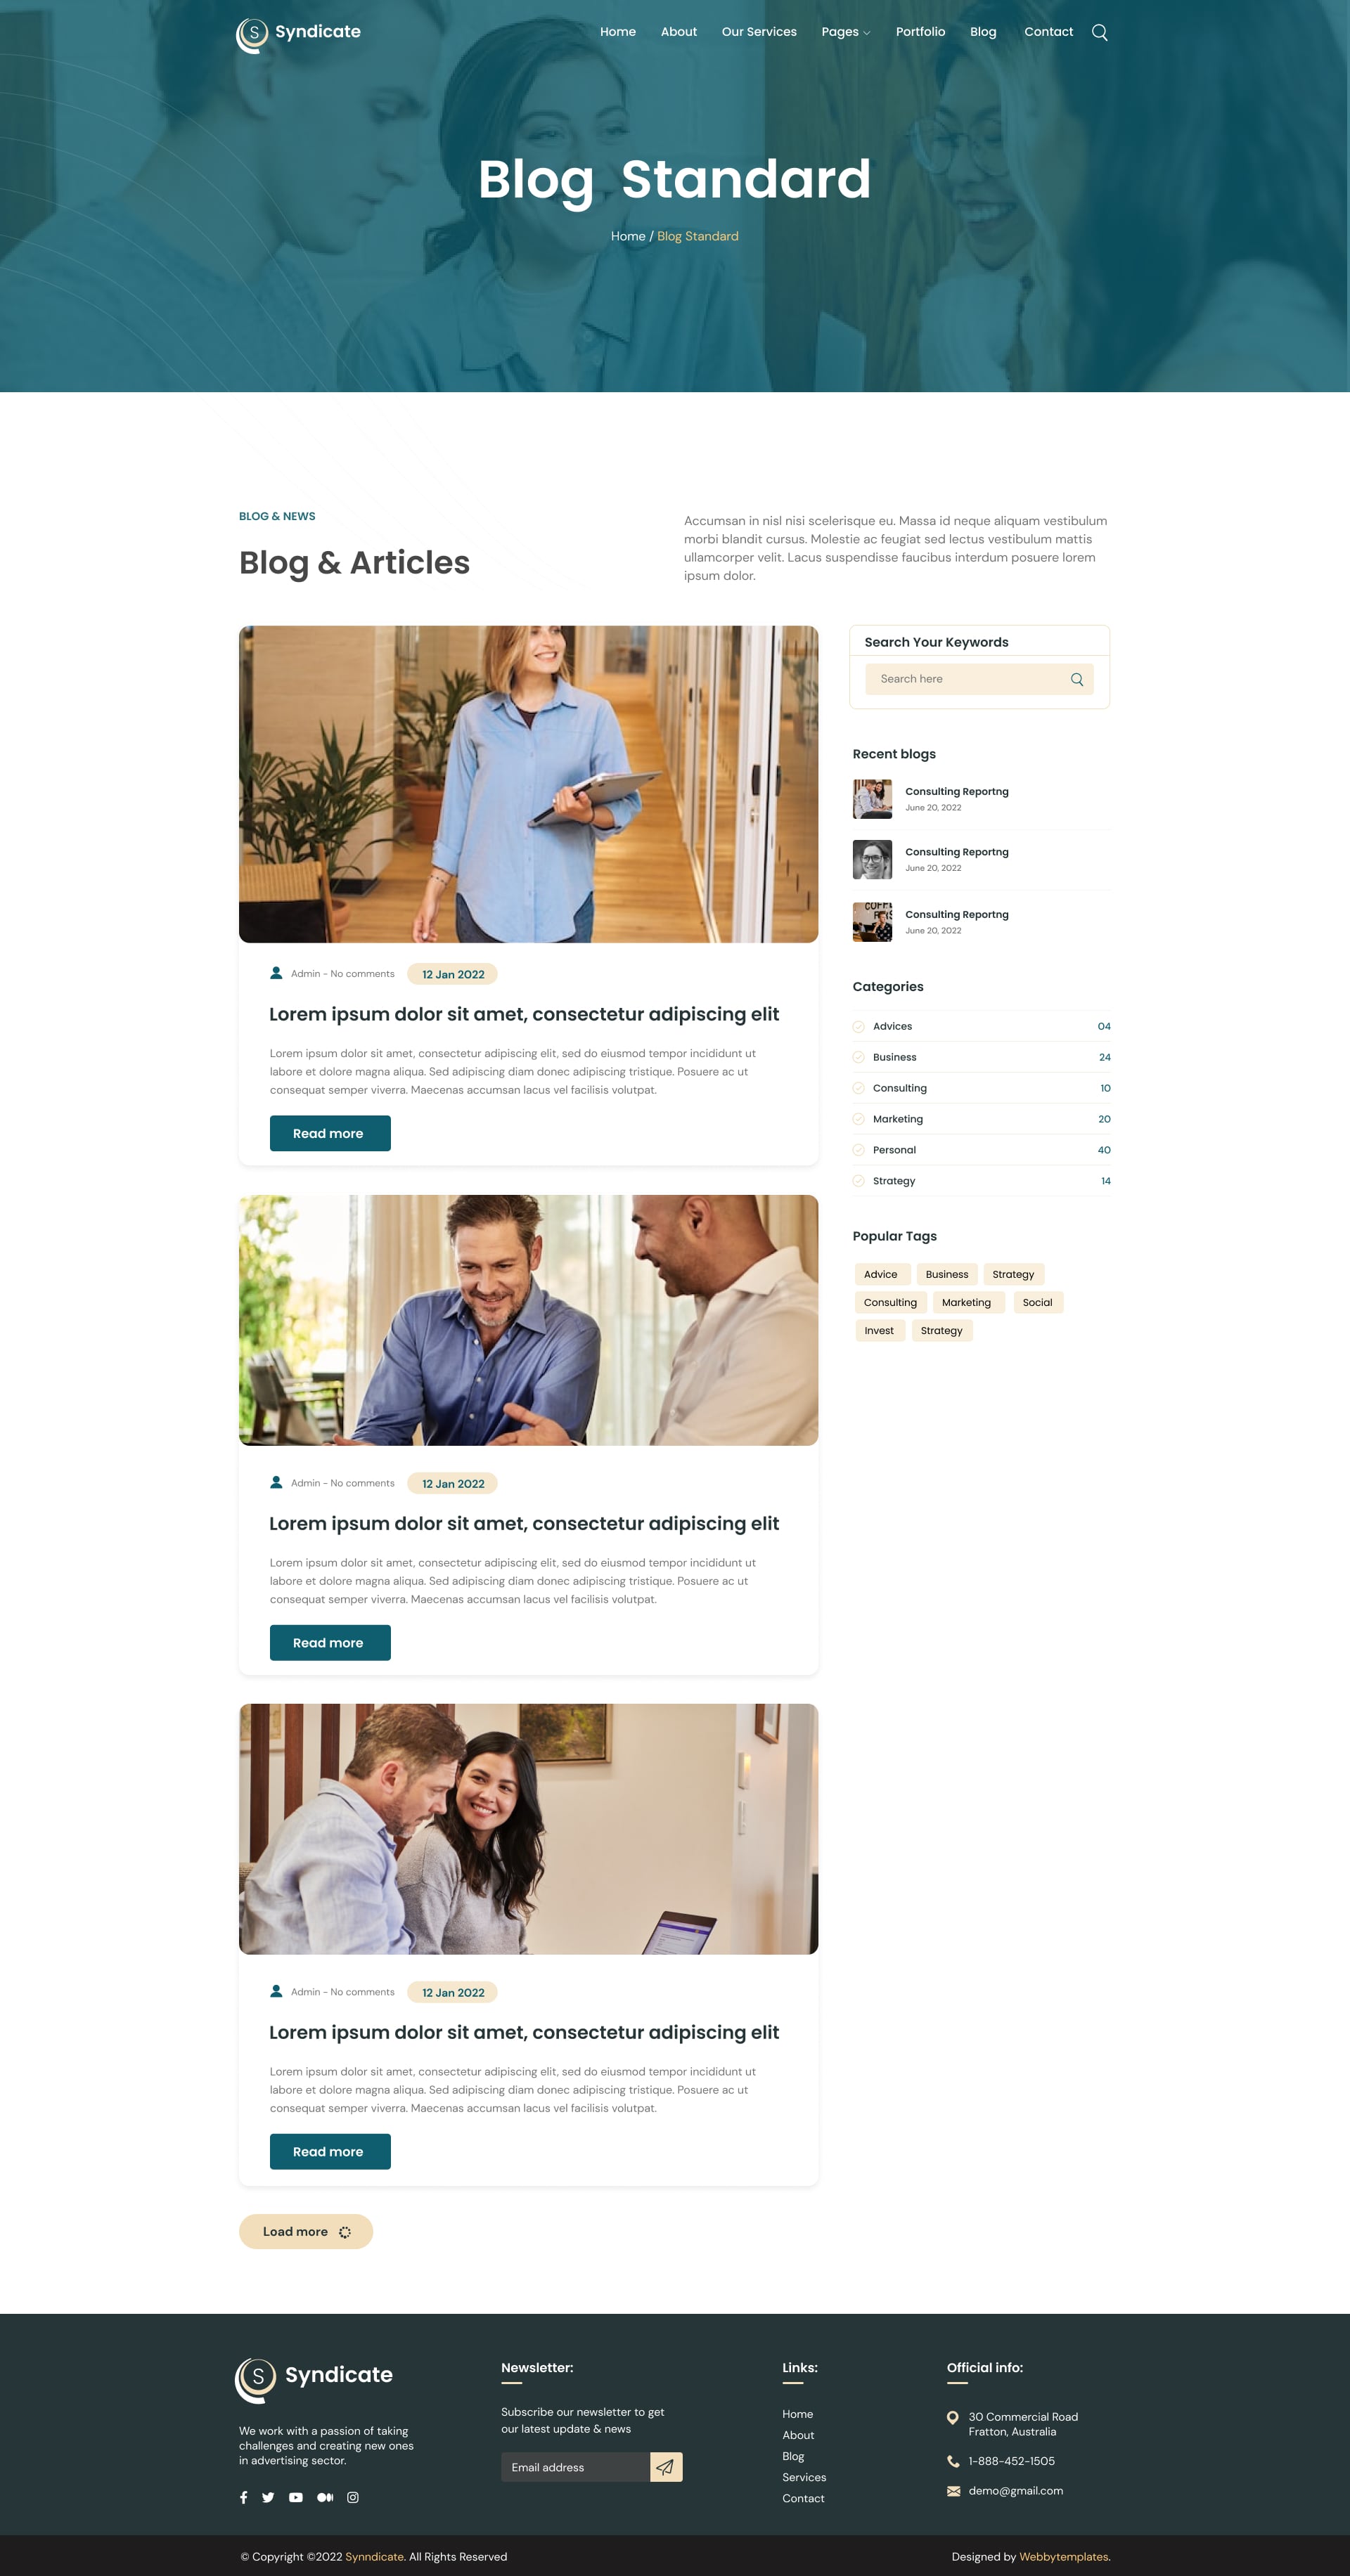 S Syndicate
Home About Our Services Pages Portfolio Blog Contact
Blog Standard
Home / Blog Standard
BLOG & NEWS
Blog & Articles
Accumsan in nisl nisi scelerisque eu. Massa id neque aliquam vestibulum
morbi blandit cursus. Molestie ac feugiat sed lectus vestibulum mattis
ullamcorper velit. Lacus suspendisse faucibus interdum posuere lorem
ipsum dolor.
Admin - No comments 12 Jan 2022
Lorem ipsum dolor sit amet, consectetur adipiscing elit
Lorem ipsum dolor sit amet, consectetur adipiscing elit, sed do eiusmod tempor incididunt ut
labore et dolore magna aliqua. Sed adipiscing diam donec adipiscing tristique. Posuere ac ut
consequat semper viverra. Maecenas accumsan lacus vel facilisis volutpat.
Read more
Admin - No comments 12 Jan 2022
Lorem ipsum dolor sit amet, consectetur adipiscing elit
Lorem ipsum dolor sit amet, consectetur adipiscing elit, sed do eiusmod tempor incididunt ut
labore et dolore magna aliqua. Sed adipiscing diam donec adipiscing tristique. Posuere ac ut
consequat semper viverra. Maecenas accumsan lacus vel facilisis volutpat.
Read more
Admin - No comments 12 Jan 2022
Lorem ipsum dolor sit amet, consectetur adipiscing elit
Lorem ipsum dolor sit amet, consectetur adipiscing elit, sed do eiusmod tempor incididunt ut
labore et dolore magna aliqua. Sed adipiscing diam donec adipiscing tristique. Posuere ac ut
consequat semper viverra. Maecenas accumsan lacus vel facilisis volutpat.
Read more
Load more
Search Your Keywords
Search here
Recent blogs
Consulting Reportng
June 20, 2022
Consulting Reportng
June 20, 2022
Consulting Reportng
June 20, 2022
Categories
Advices 04
Business 24
Consulting 10
Marketing 20
Personal 40
Strategy 14
Popular Tags
Advice Business Strategy
Consulting Marketing Social
Invest Strategy
S Syndicate
We work with a passion of taking
challenges and creating new ones
in advertising sector.
Newsletter:
Subscribe our newsletter to get
our latest update & news
Email address
Links:
Home
About
Blog
Services
Contact
Official info:
30 Commercial Road
Fratton, Australia
1-888-452-1505
demo@gmail.com
© Copyright ©2022 Synndicate. All Rights Reserved
Designed by Webbytemplates.